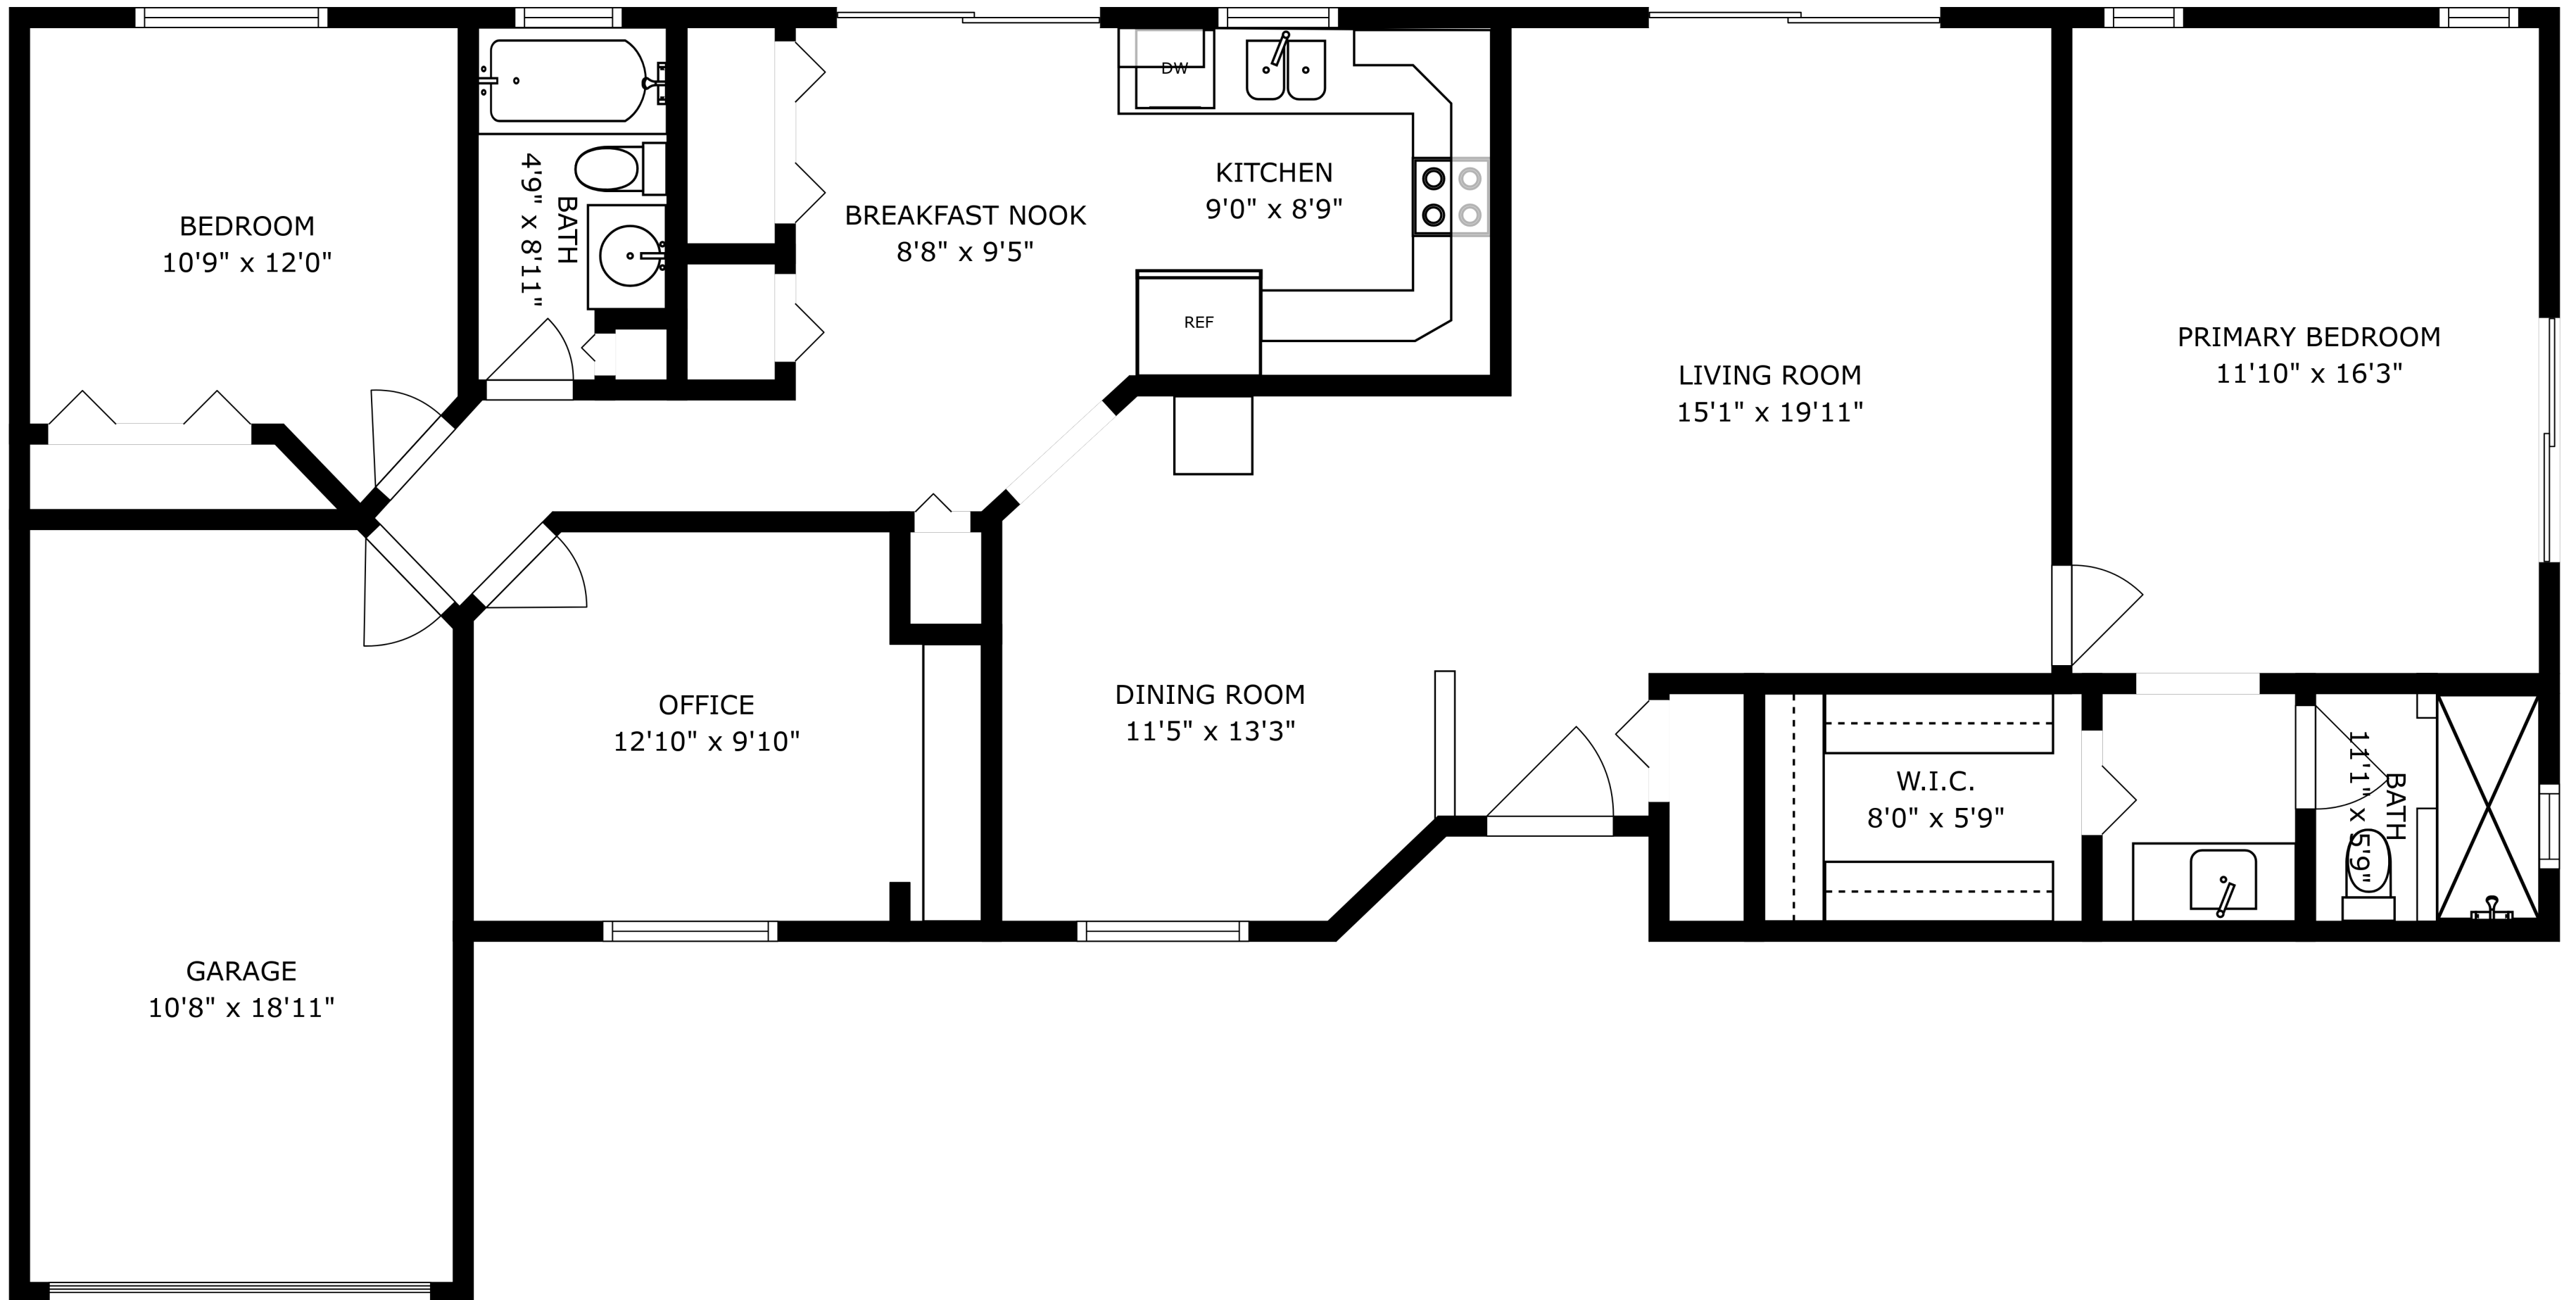 BEDROOM
10'9" x 12'0"
BATH
4'9" x 8'11"
BREAKFAST NOOK
8'8" x 9'5"
DW
KITCHEN
9'0" x 8'9"
REF
LIVING ROOM
15'1" x 19'11"
PRIMARY BEDROOM
11'10" x 16'3"
OFFICE
12'10" x 9'10"
DINING ROOM
11'5" x 13'3"
W.I.C.
8'0" x 5'9"
BATH
11'1" x 5'9"
GARAGE
10'8" x 18'11"